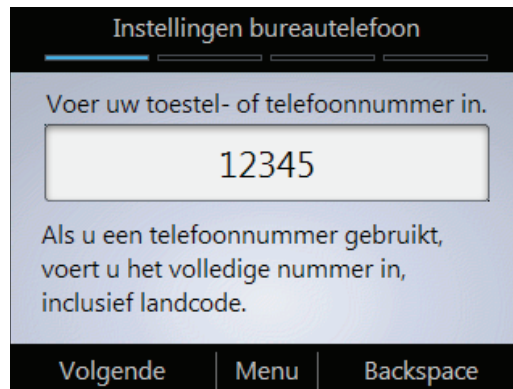 Instellingen bureautelefoon
Voer uw toestel- of telefoonnummer in.
12345
Als u een telefoonnummer gebruikt,
voert u het volledige nummer in,
inclusief landcode.
Volgende Menu Backspace